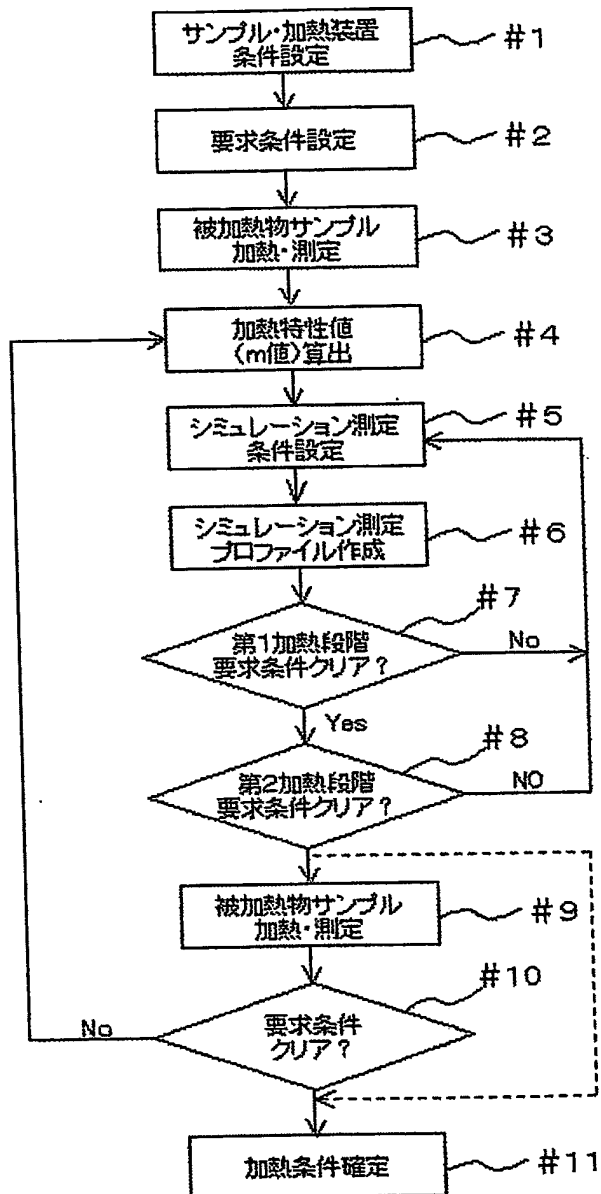 サンプル・加熱装置
条件設定
#1
要求条件設定
#2
被加熱物サンプル
加熱・測定
#3
加熱特性値
(m値)算出
#4
シミュレーション測定
条件設定
#5
シミュレーション測定
プロファイル作成
#6
#7
第1加熱段階
要求条件クリア?
No
Yes
#8
第2加熱段階
要求条件クリア?
NO
被加熱物サンプル
加熱・測定
#9
#10
要求条件
クリア?
No
加熱条件確定
#11